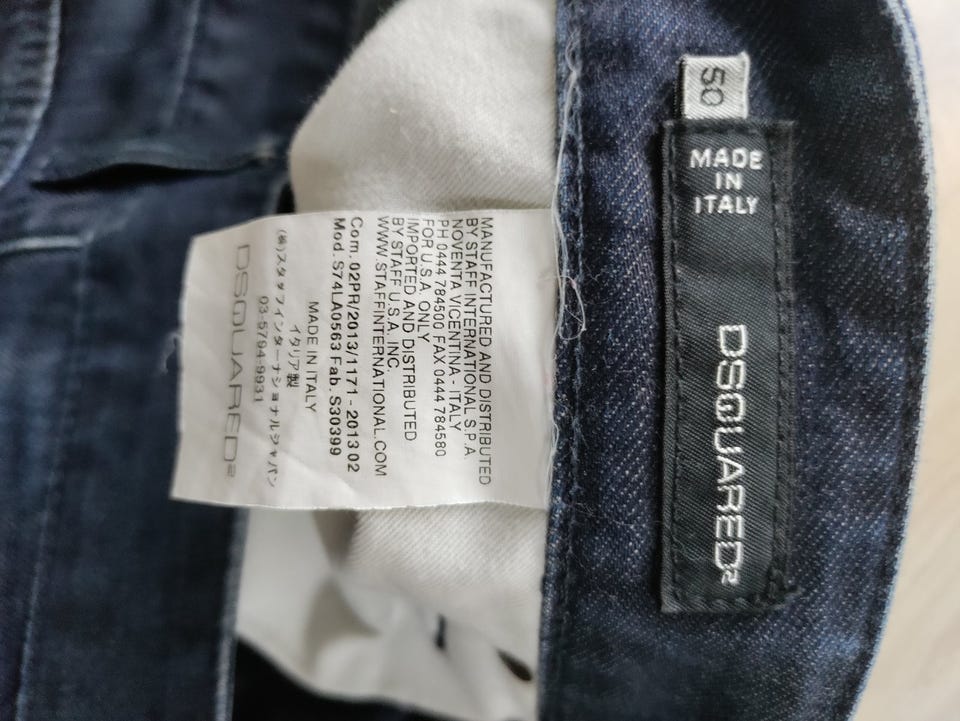 50
MADE
IN
ITALY
DSQUARED2
MANUFACTURED AND DISTRIBUTED
BY STAFF INTERNATIONAL S.P.A
NOVENTA VICENTINA - ITALY
PH 0444 784500 FAX 0444 784580
FOR U.S.A. ONLY
IMPORTED AND DISTRIBUTED
BY STAFF U.S.A. INC.
WWW.STAFFINTERNATIONAL.COM
Com. 02PR/2013/1171 - 2013 02
Mod. S74LA0563 Fab. S30399
MADE IN ITALY
イタリア製
03-5794-9931
(株)スタッフインターナショナルジャパン
DSQUARED2